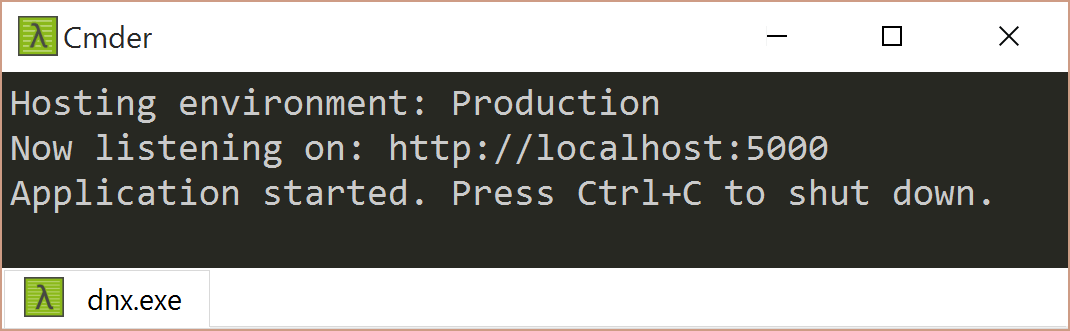 λ Cmder
Hosting environment: Production
Now listening on: http://localhost:5000
Application started. Press Ctrl+C to shut down.
λ dnx.exe